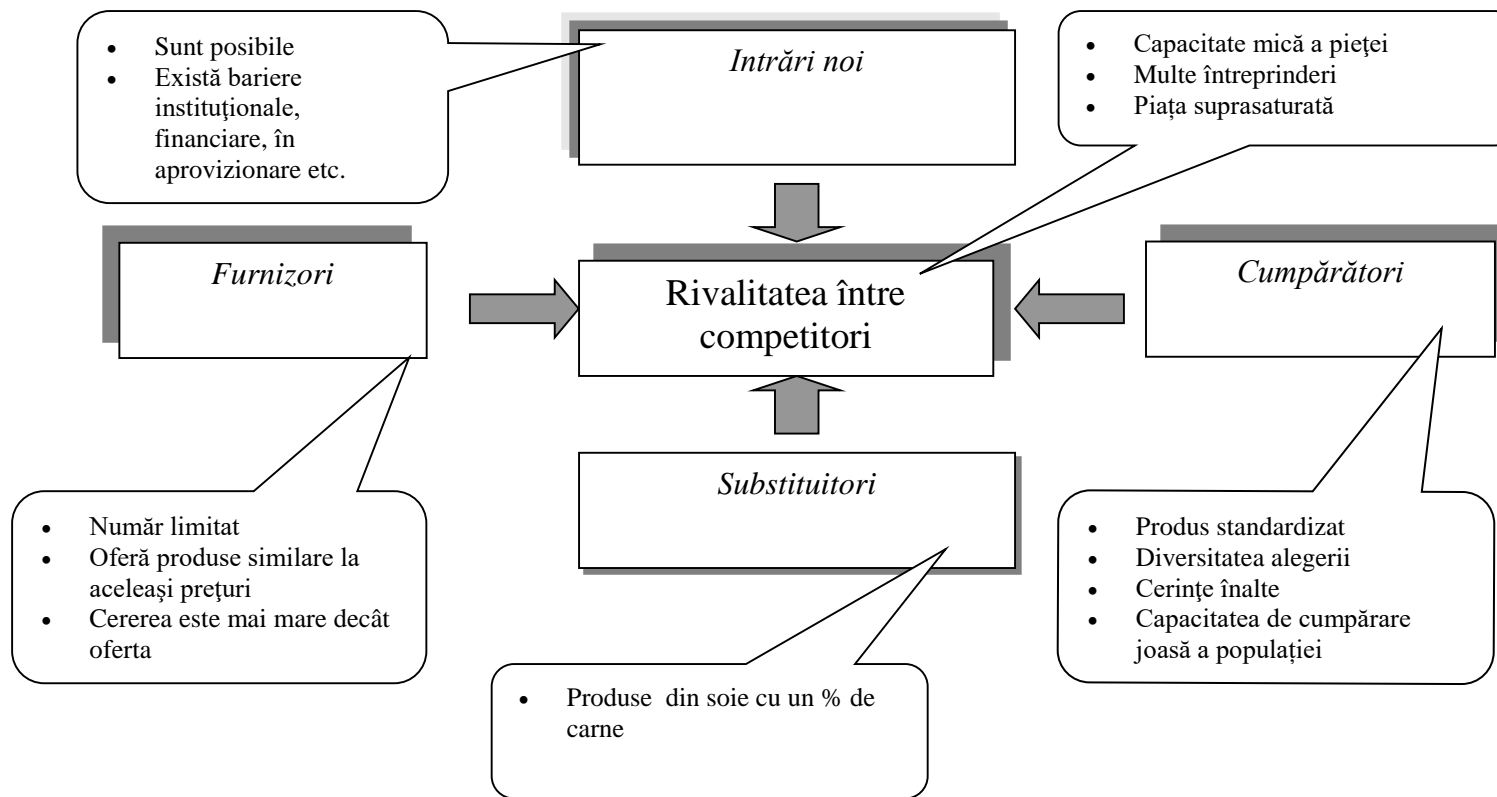 • Sunt posibile
• Există bariere
instituţionale,
financiare, în
aprovizionare etc.
Intrări noi
• Capacitate mică a pieţei
• Multe întreprinderi
• Piața suprasaturată
Furnizori
Rivalitatea între
competitori
Cumpărători
• Număr limitat
• Oferă produse similare la
aceleaşi preţuri
• Cererea este mai mare decât
oferta
Substituitori
• Produs standardizat
• Diversitatea alegerii
• Cerinţe înalte
• Capacitatea de cumpărare
joasă a populației
• Produse din soie cu un % de
carne